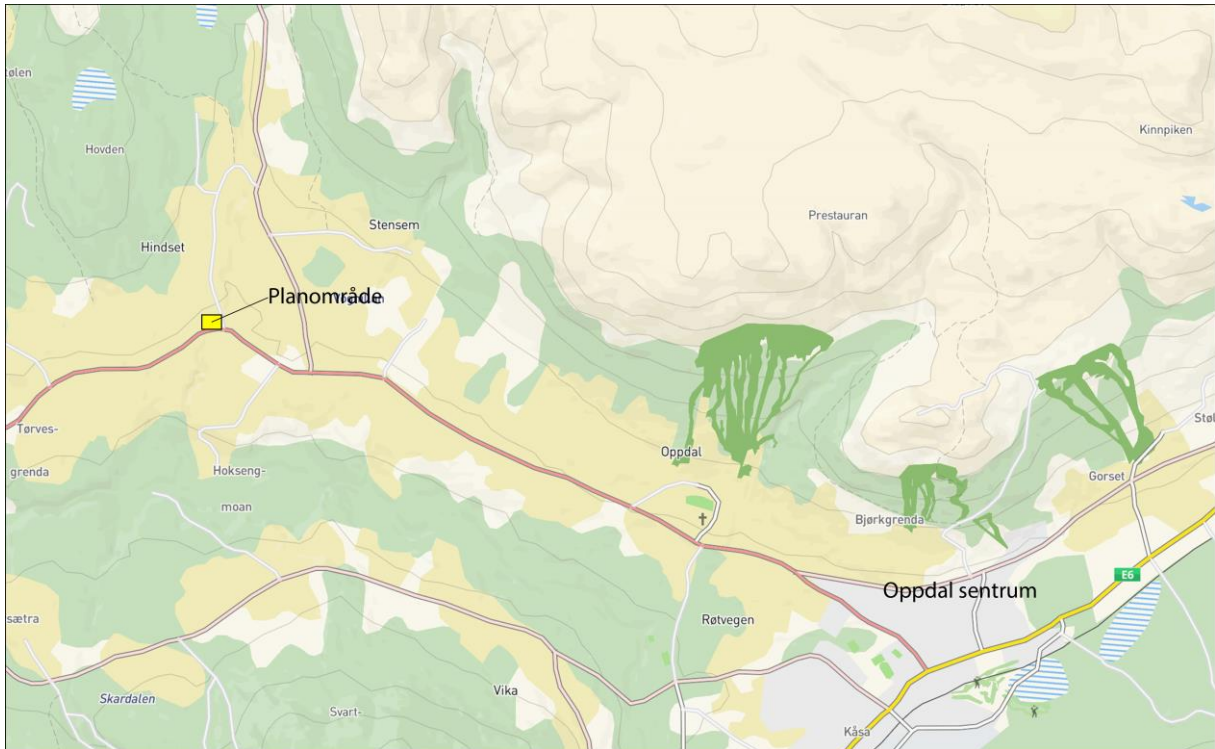 Kinnpiken
Hovden
Prestauran
Stensem
Hindset
Planområde
Tørves-
grenda
Hokseng-
moan
Oppdal
Gorset
Bjørkgrenda
E6
Oppdal sentrum
Røtvegen
Vika
Skardalen
Svart-
Kåsa